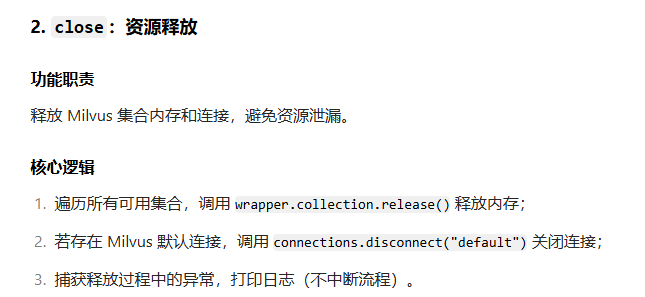 2. close：资源释放
功能职责
释放 Milvus 集合内存和连接，避免资源泄漏。
核心逻辑
1. 遍历所有可用集合，调用 wrapper.collection.release() 释放内存；
2. 若存在 Milvus 默认连接，调用 connections.disconnect("default") 关闭连接；
3. 捕获释放过程中的异常，打印日志（不中断流程）。